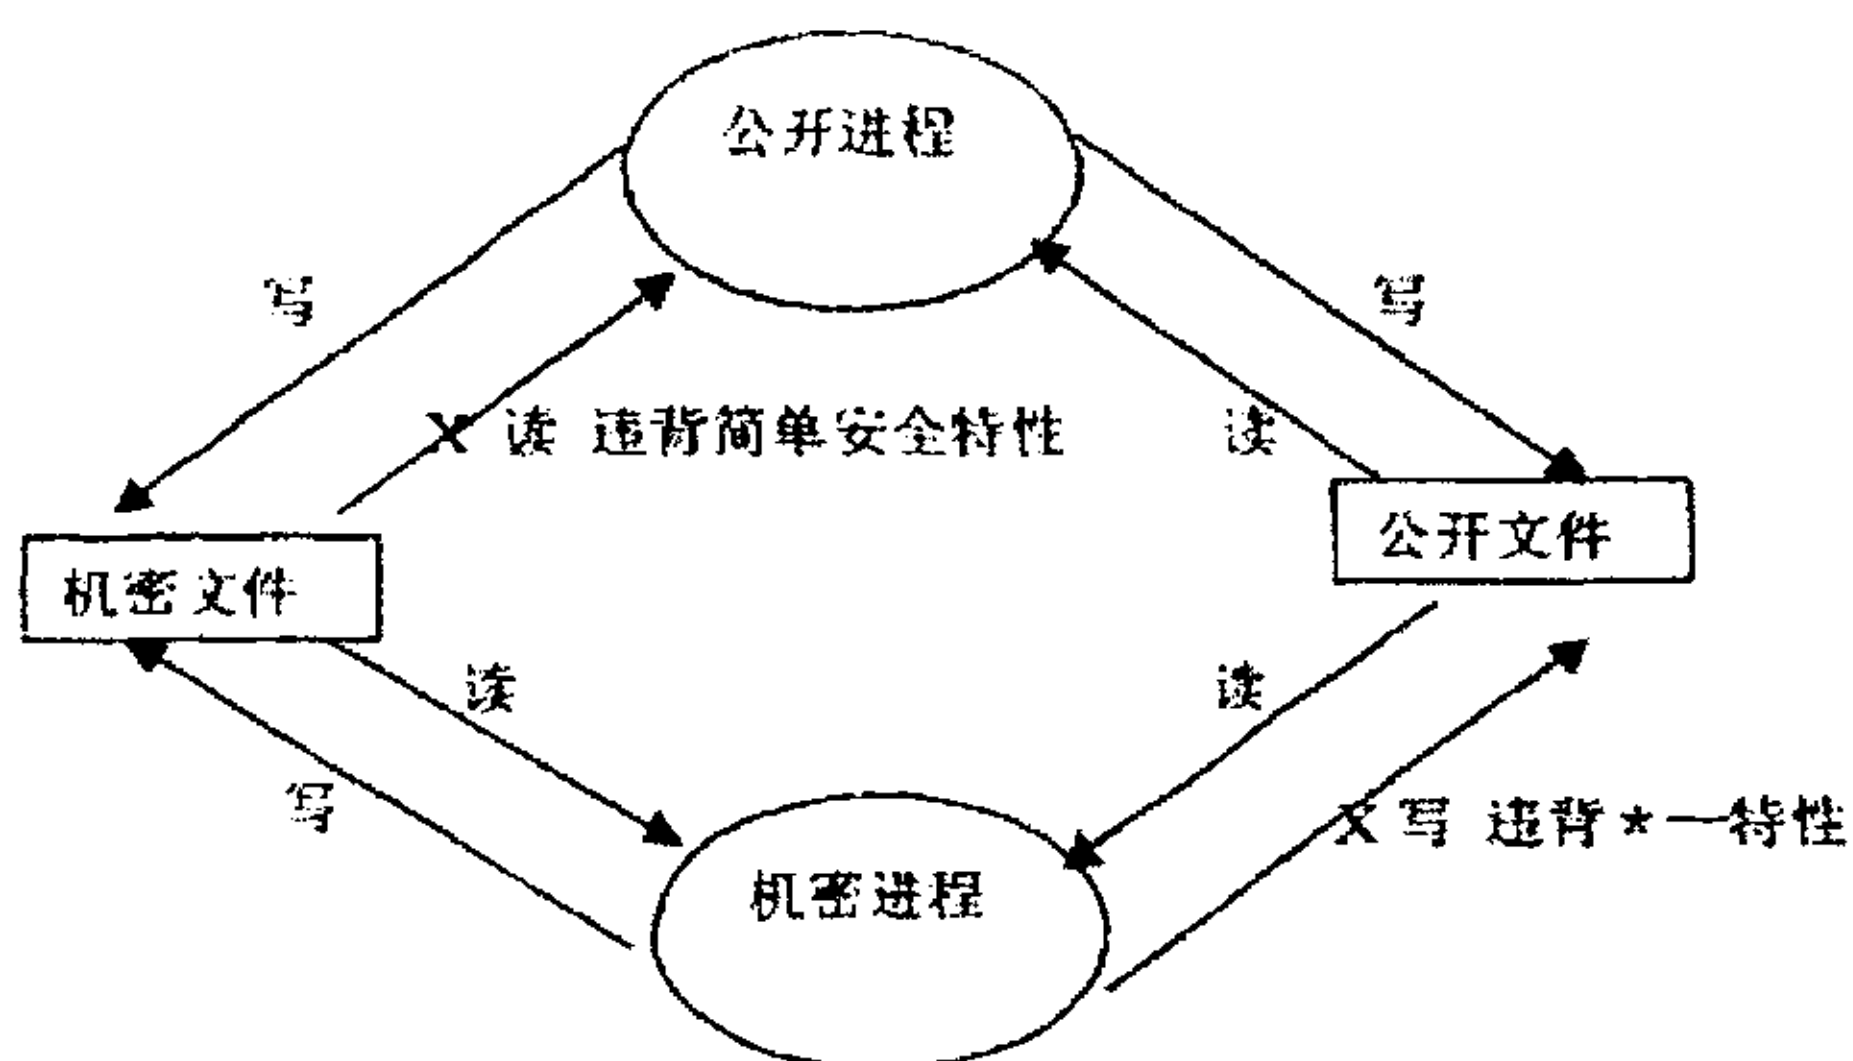 公开进程
写
写
X 读 违背简单安全特性
读
公开文件
机密文件
读
读
写
X 写 违背*—特性
机密进程